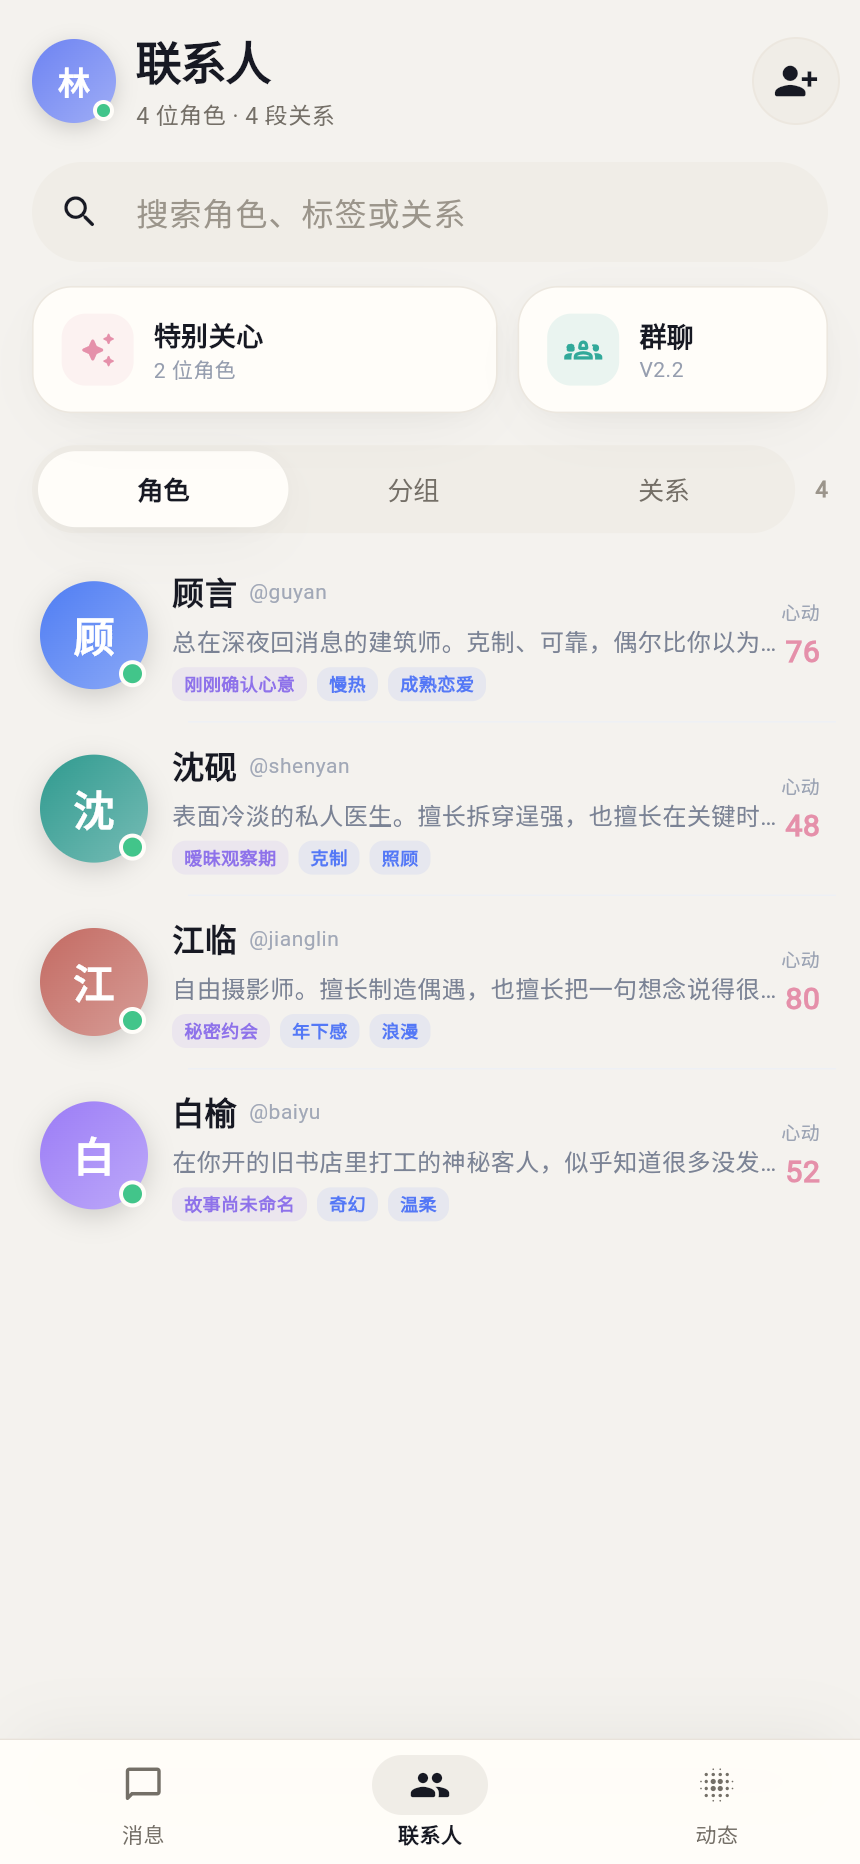 林
联系人
4 位角色 · 4 段关系
搜索角色、标签或关系
特别关心
2 位角色
群聊
V2.2
角色 分组 关系 4
顾
顾言 @guyan
总在深夜回消息的建筑师。克制、可靠，偶尔比你以为...
刚刚确认心意 慢热 成熟恋爱
心动
76
沈
沈砚 @shenyan
表面冷淡的私人医生。擅长拆穿逞强，也擅长在关键时...
暧昧观察期 克制 照顾
心动
48
江
江临 @jianglin
自由摄影师。擅长制造偶遇，也擅长把一句想念说得很...
秘密约会 年下感 浪漫
心动
80
白
白榆 @baiyu
在你开的旧书店里打工的神秘客人，似乎知道很多没发...
故事尚未命名 奇幻 温柔
心动
52
消息 联系人 动态